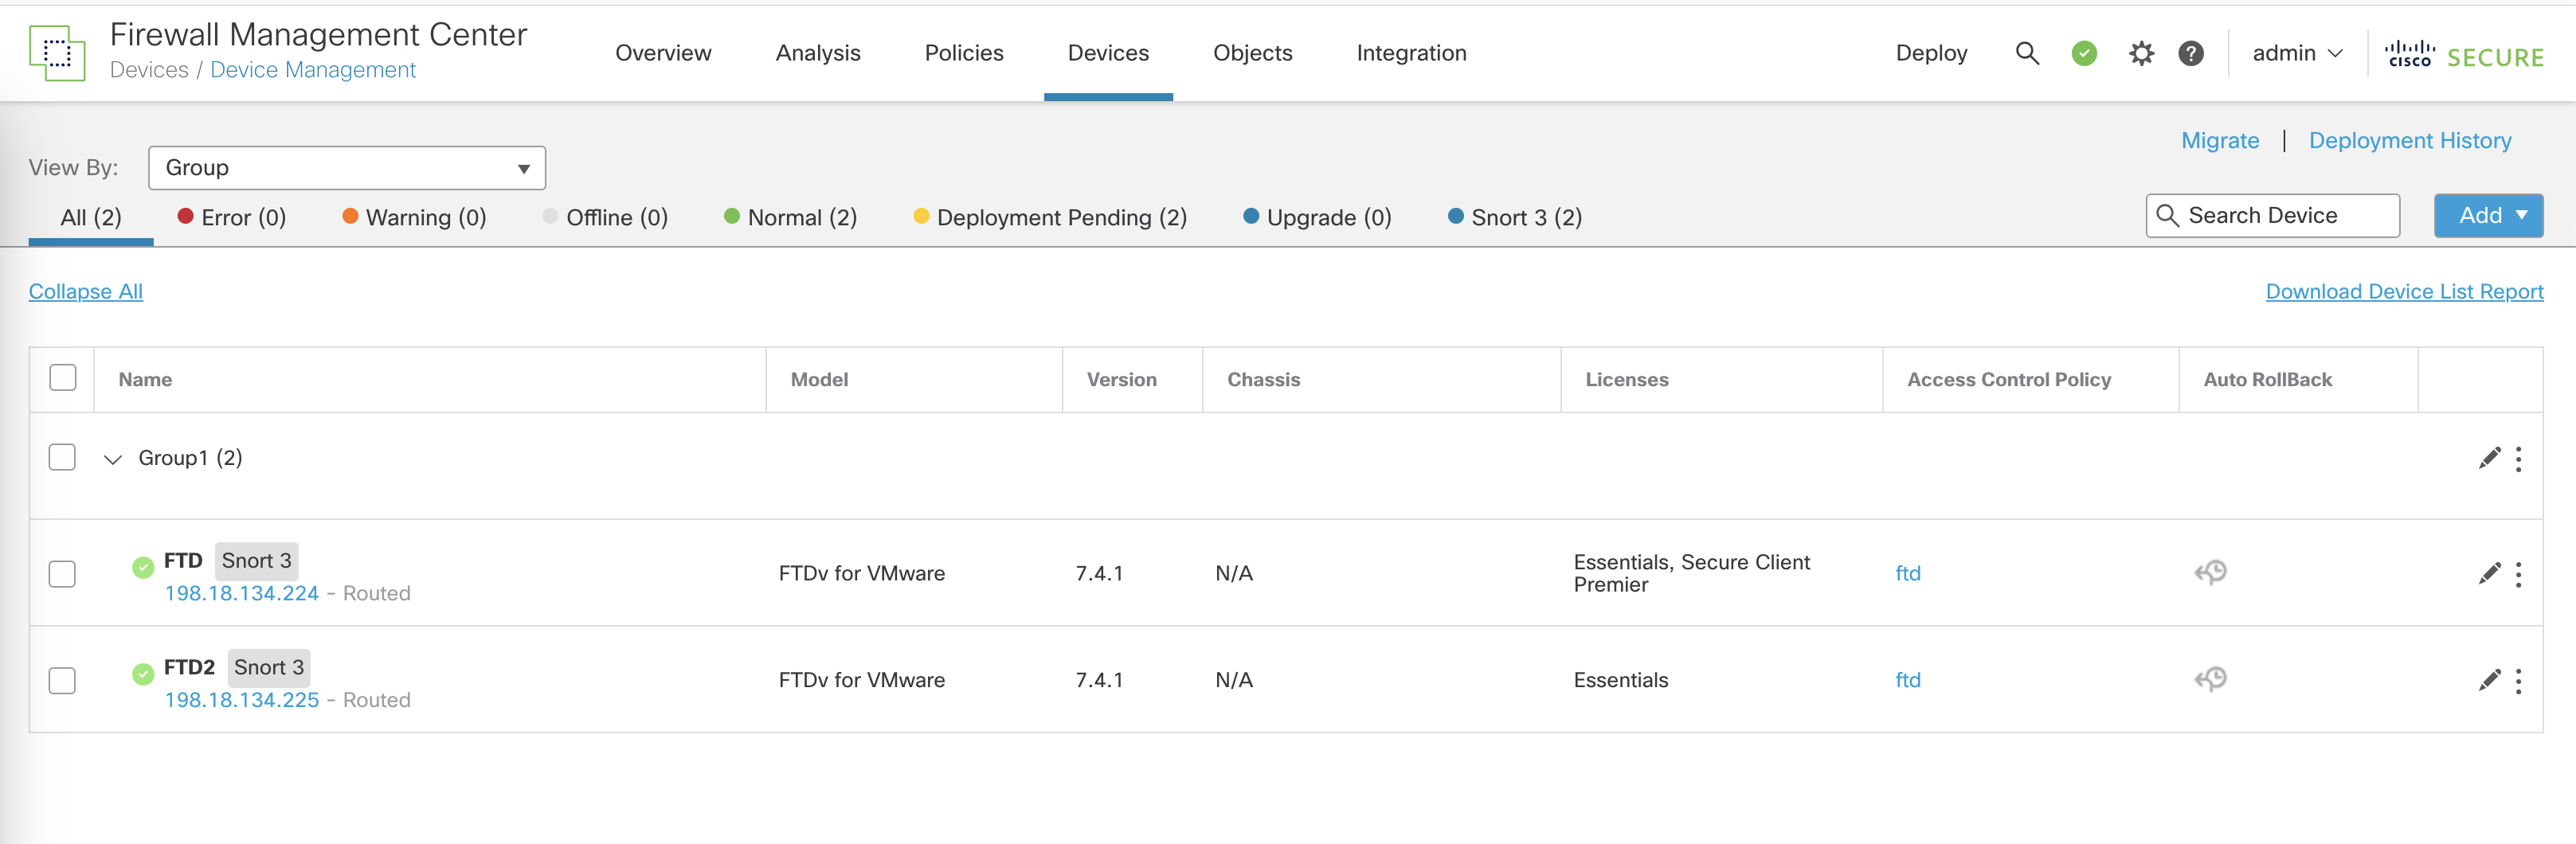 Firewall Management Center
Devices / Device Management
Overview Analysis Policies Devices Objects Integration Deploy admin cisco SECURE
Migrate | Deployment History
View By: Group
All (2) Error (0) Warning (0) Offline (0) Normal (2) Deployment Pending (2) Upgrade (0) Snort 3 (2) Search Device Add
Collapse All Download Device List Report
Name Model Version Chassis Licenses Access Control Policy Auto RollBack
Group1 (2)
FTD Snort 3
198.18.134.224 - Routed
FTDv for VMware 7.4.1 N/A
Essentials, Secure Client
Premier
ftd
FTD2 Snort 3
198.18.134.225 - Routed
FTDv for VMware 7.4.1 N/A Essentials ftd